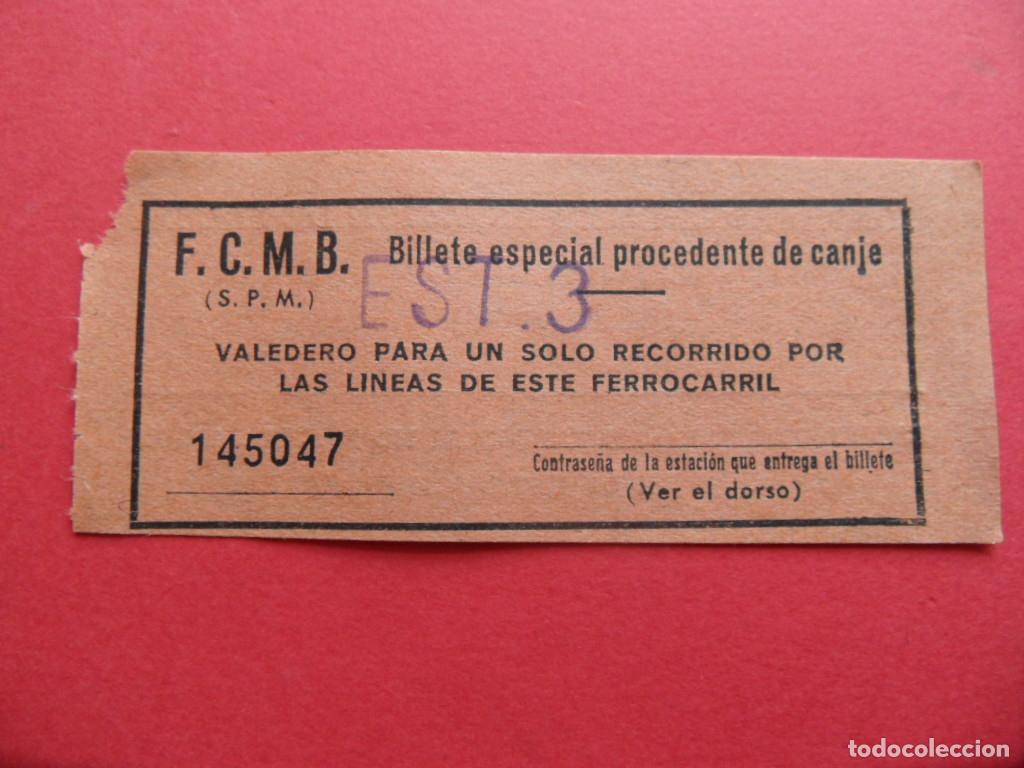 F. C. M. B. Billete especial procedente de canje
(S. P. M.) EST. 3
VALEDERO PARA UN SOLO RECORRIDO POR
LAS LINEAS DE ESTE FERROCARRIL
145047
Contraseña de la estación que entrega el billete
(Ver el dorso)
todocoleccion